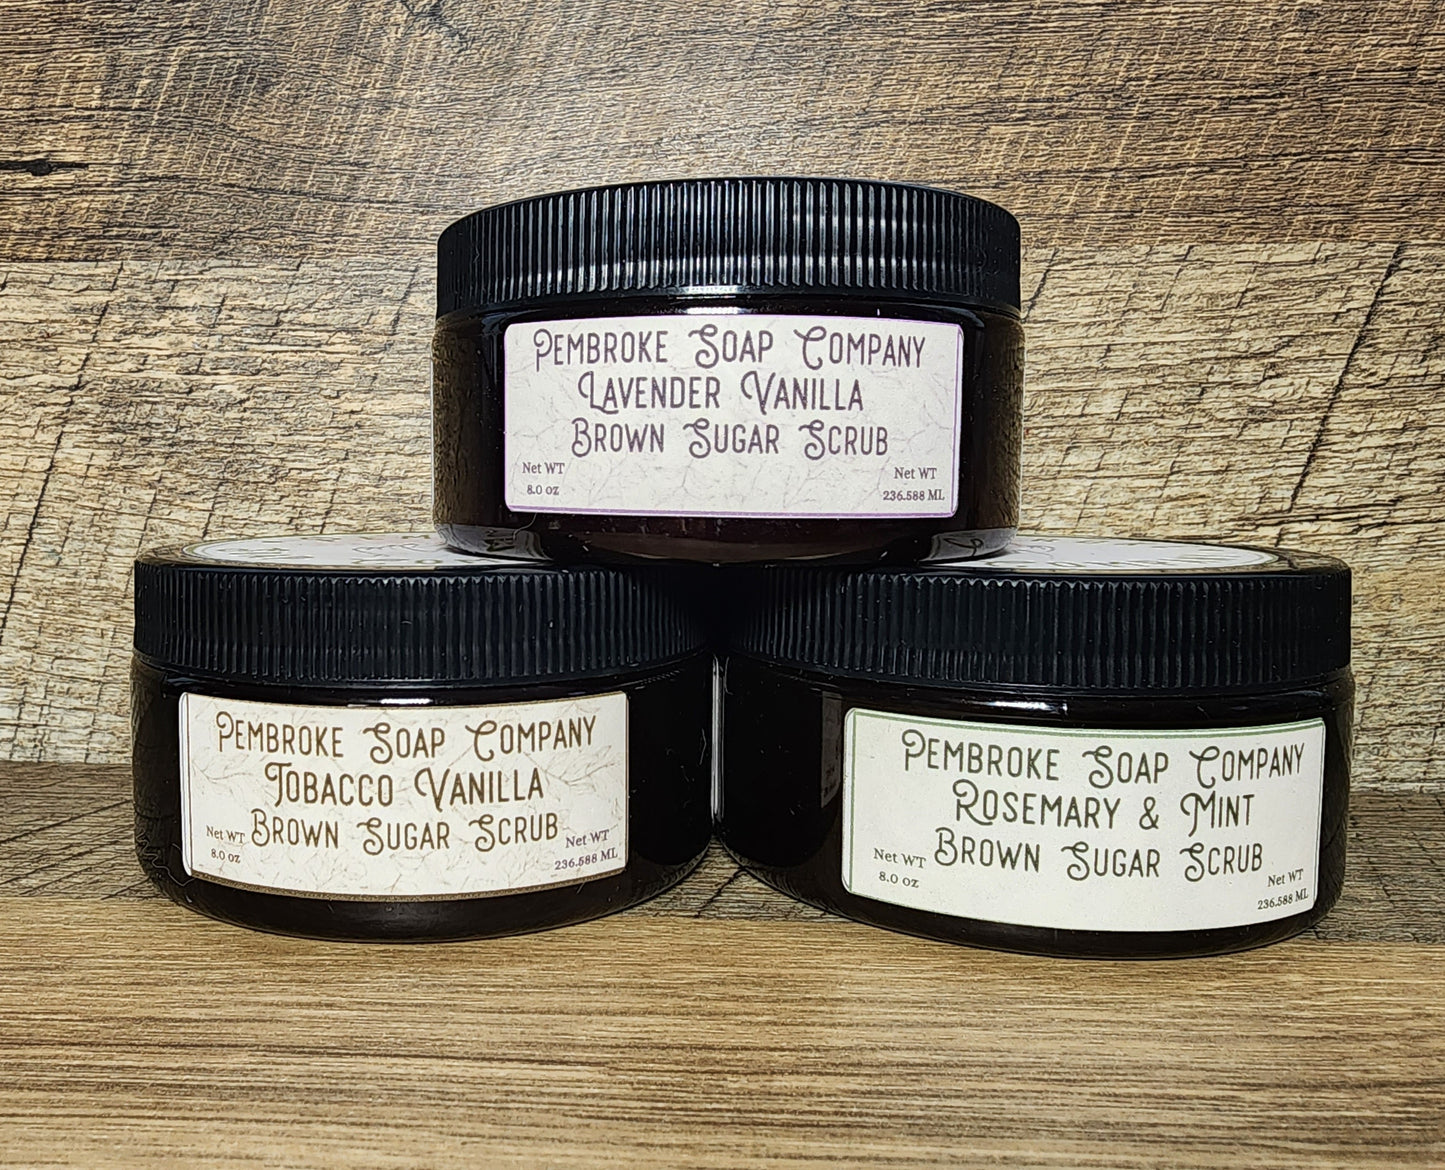 Pembroke Soap Company
Lavender Vanilla
Brown Sugar Scrub
Net WT
8.0 oz
Net WT
236.588 ML
Pembroke Soap Company
Tobacco Vanilla
Brown Sugar Scrub
Net WT
8.0 oz
Net WT
236.588 ML
Pembroke Soap Company
Rosemary & Mint
Brown Sugar Scrub
Net WT
8.0 oz
Net WT
236.588 ML